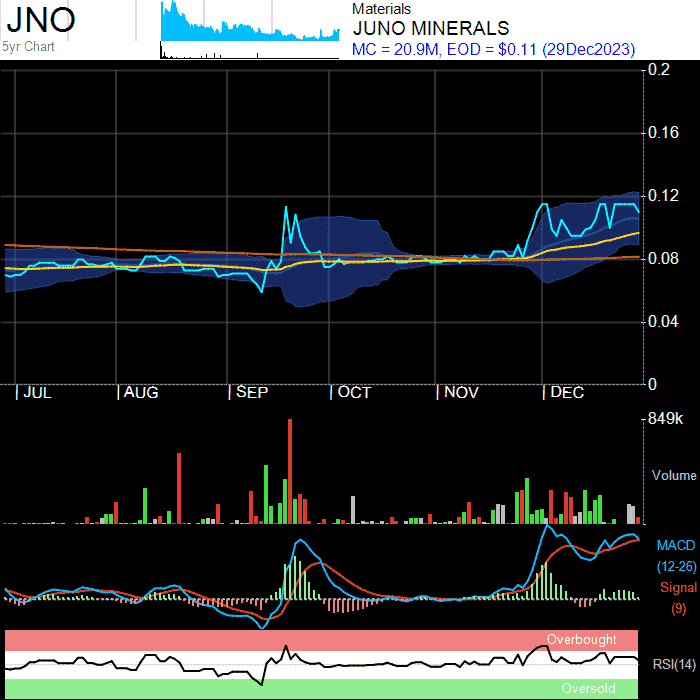 JNO
5yr Chart
Materials
JUNO MINERALS
MC = 20.9M, EOD = $0.11 (29Dec2023)
0.2
0.16
0.12
0.08
0.04
0
JUL AUG SEP OCT NOV DEC
849k
Volume
MACD
(12-26)
Signal
(9)
Overbought
RSI(14)
Oversold